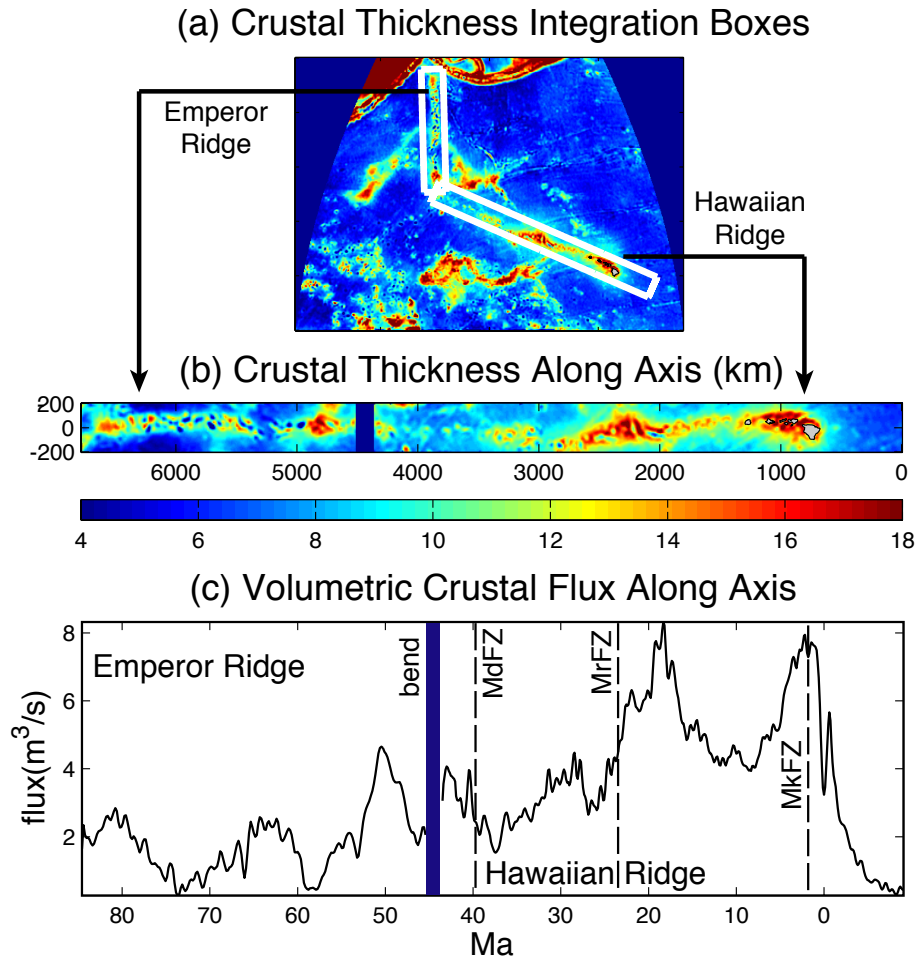 (a) Crustal Thickness Integration Boxes
Emperor
Ridge
Hawaiian
Ridge
(b) Crustal Thickness Along Axis (km)
200
0
-200
6000 5000 4000 3000 2000 1000 0
4 6 8 10 12 14 16 18
(c) Volumetric Crustal Flux Along Axis
8
6
4
2
flux(m³/s)
Emperor Ridge
bend
MdFZ
MrFZ
MkFZ
Hawaiian Ridge
80 70 60 50 40 30 20 10 0
Ma